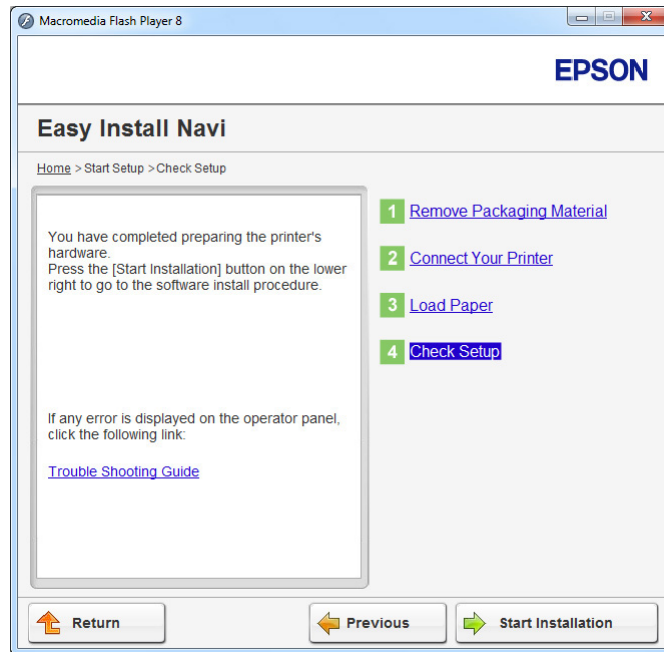 Macromedia Flash Player 8
EPSON
Easy Install Navi
Home > Start Setup >Check Setup
You have completed preparing the printer's
hardware.
Press the [Start Installation] button on the lower
right to go to the software install procedure.
If any error is displayed on the operator panel,
click the following link:
Trouble Shooting Guide
1 Remove Packaging Material
2 Connect Your Printer
3 Load Paper
4 Check Setup
Return
Previous
Start Installation